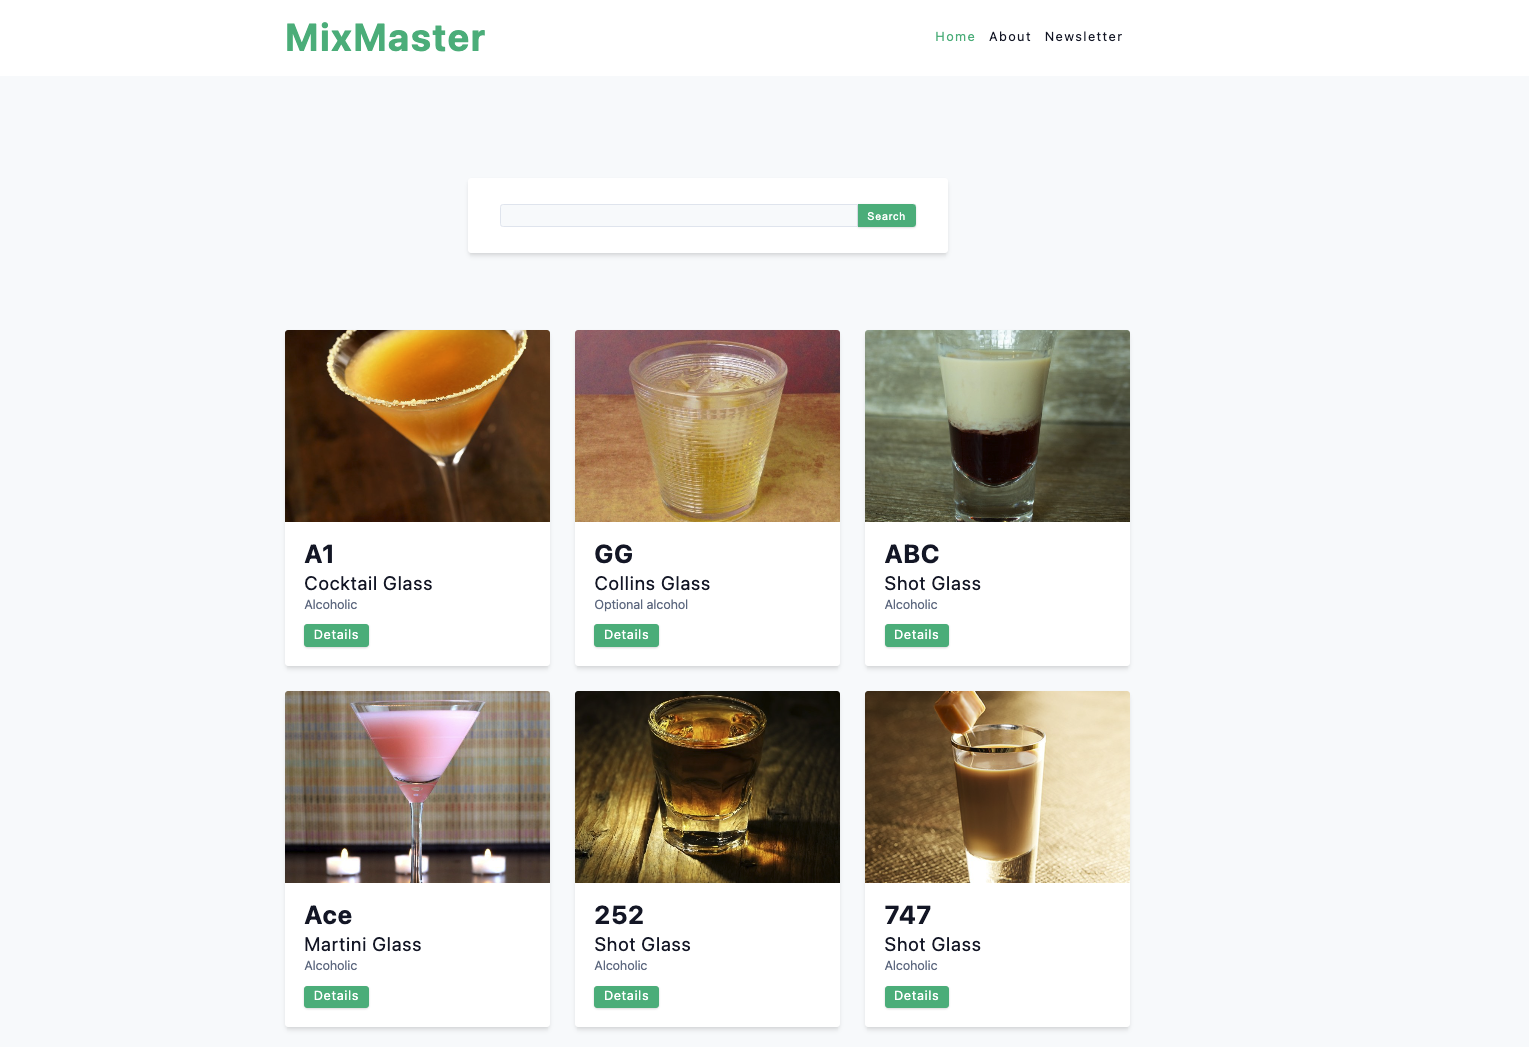 MixMaster
Home About Newsletter
Search
A1
Cocktail Glass
Alcoholic
Details
GG
Collins Glass
Optional alcohol
Details
ABC
Shot Glass
Alcoholic
Details
Ace
Martini Glass
Alcoholic
Details
252
Shot Glass
Alcoholic
Details
747
Shot Glass
Alcoholic
Details